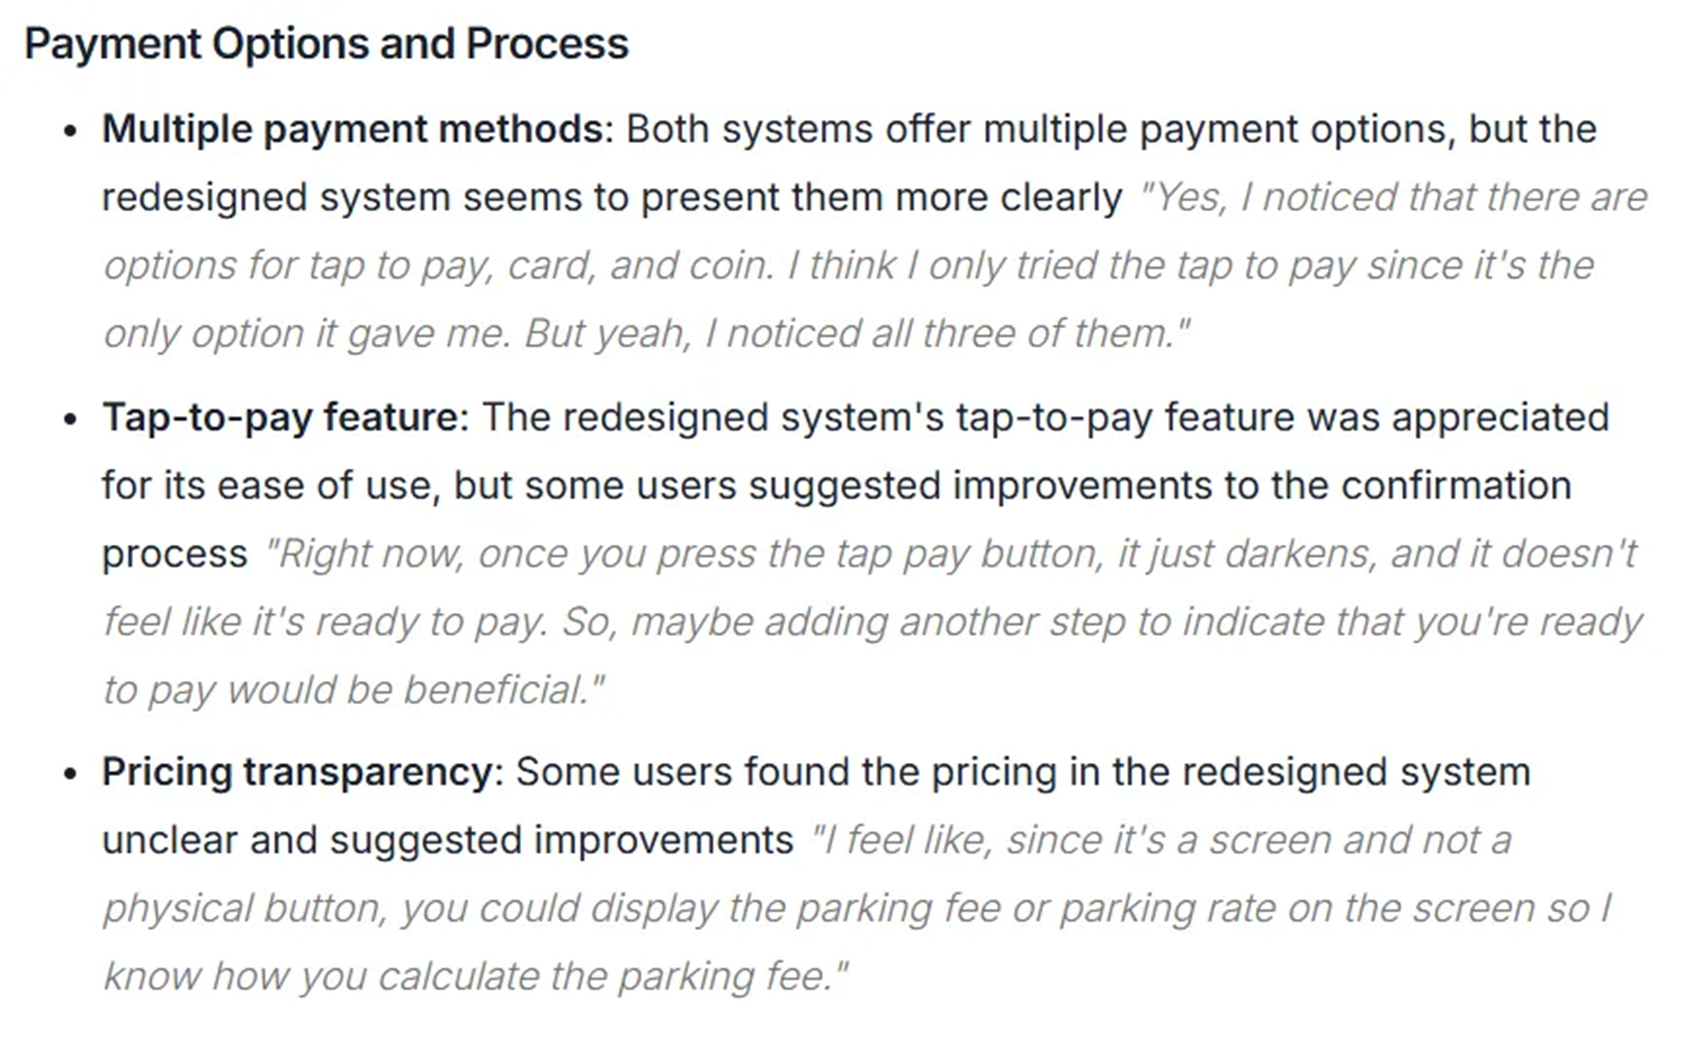 Payment Options and Process
• Multiple payment methods: Both systems offer multiple payment options, but the
redesigned system seems to present them more clearly "Yes, I noticed that there are
options for tap to pay, card, and coin. I think I only tried the tap to pay since it's the
only option it gave me. But yeah, I noticed all three of them."
• Tap-to-pay feature: The redesigned system's tap-to-pay feature was appreciated
for its ease of use, but some users suggested improvements to the confirmation
process "Right now, once you press the tap pay button, it just darkens, and it doesn't
feel like it's ready to pay. So, maybe adding another step to indicate that you're ready
to pay would be beneficial."
• Pricing transparency: Some users found the pricing in the redesigned system
unclear and suggested improvements "I feel like, since it's a screen and not a
physical button, you could display the parking fee or parking rate on the screen so I
know how you calculate the parking fee."